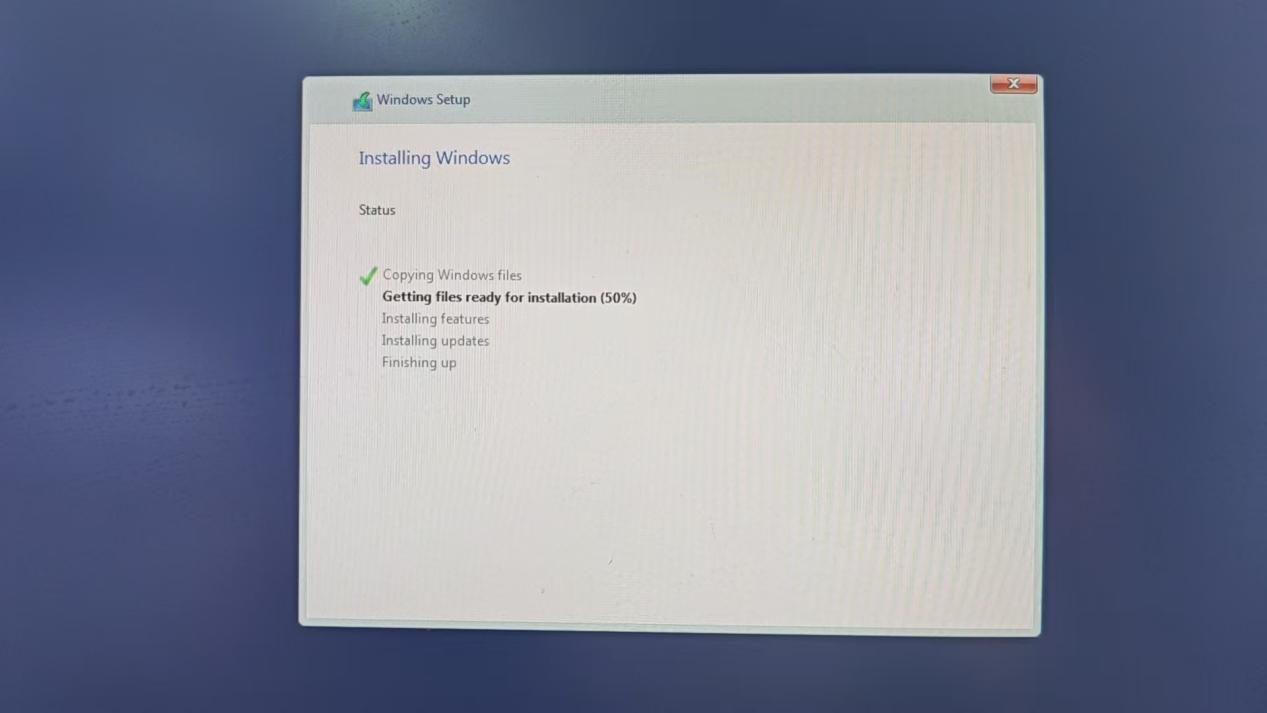 Windows Setup
Installing Windows
Status
Copying Windows files
Getting files ready for installation (50%)
Installing features
Installing updates
Finishing up